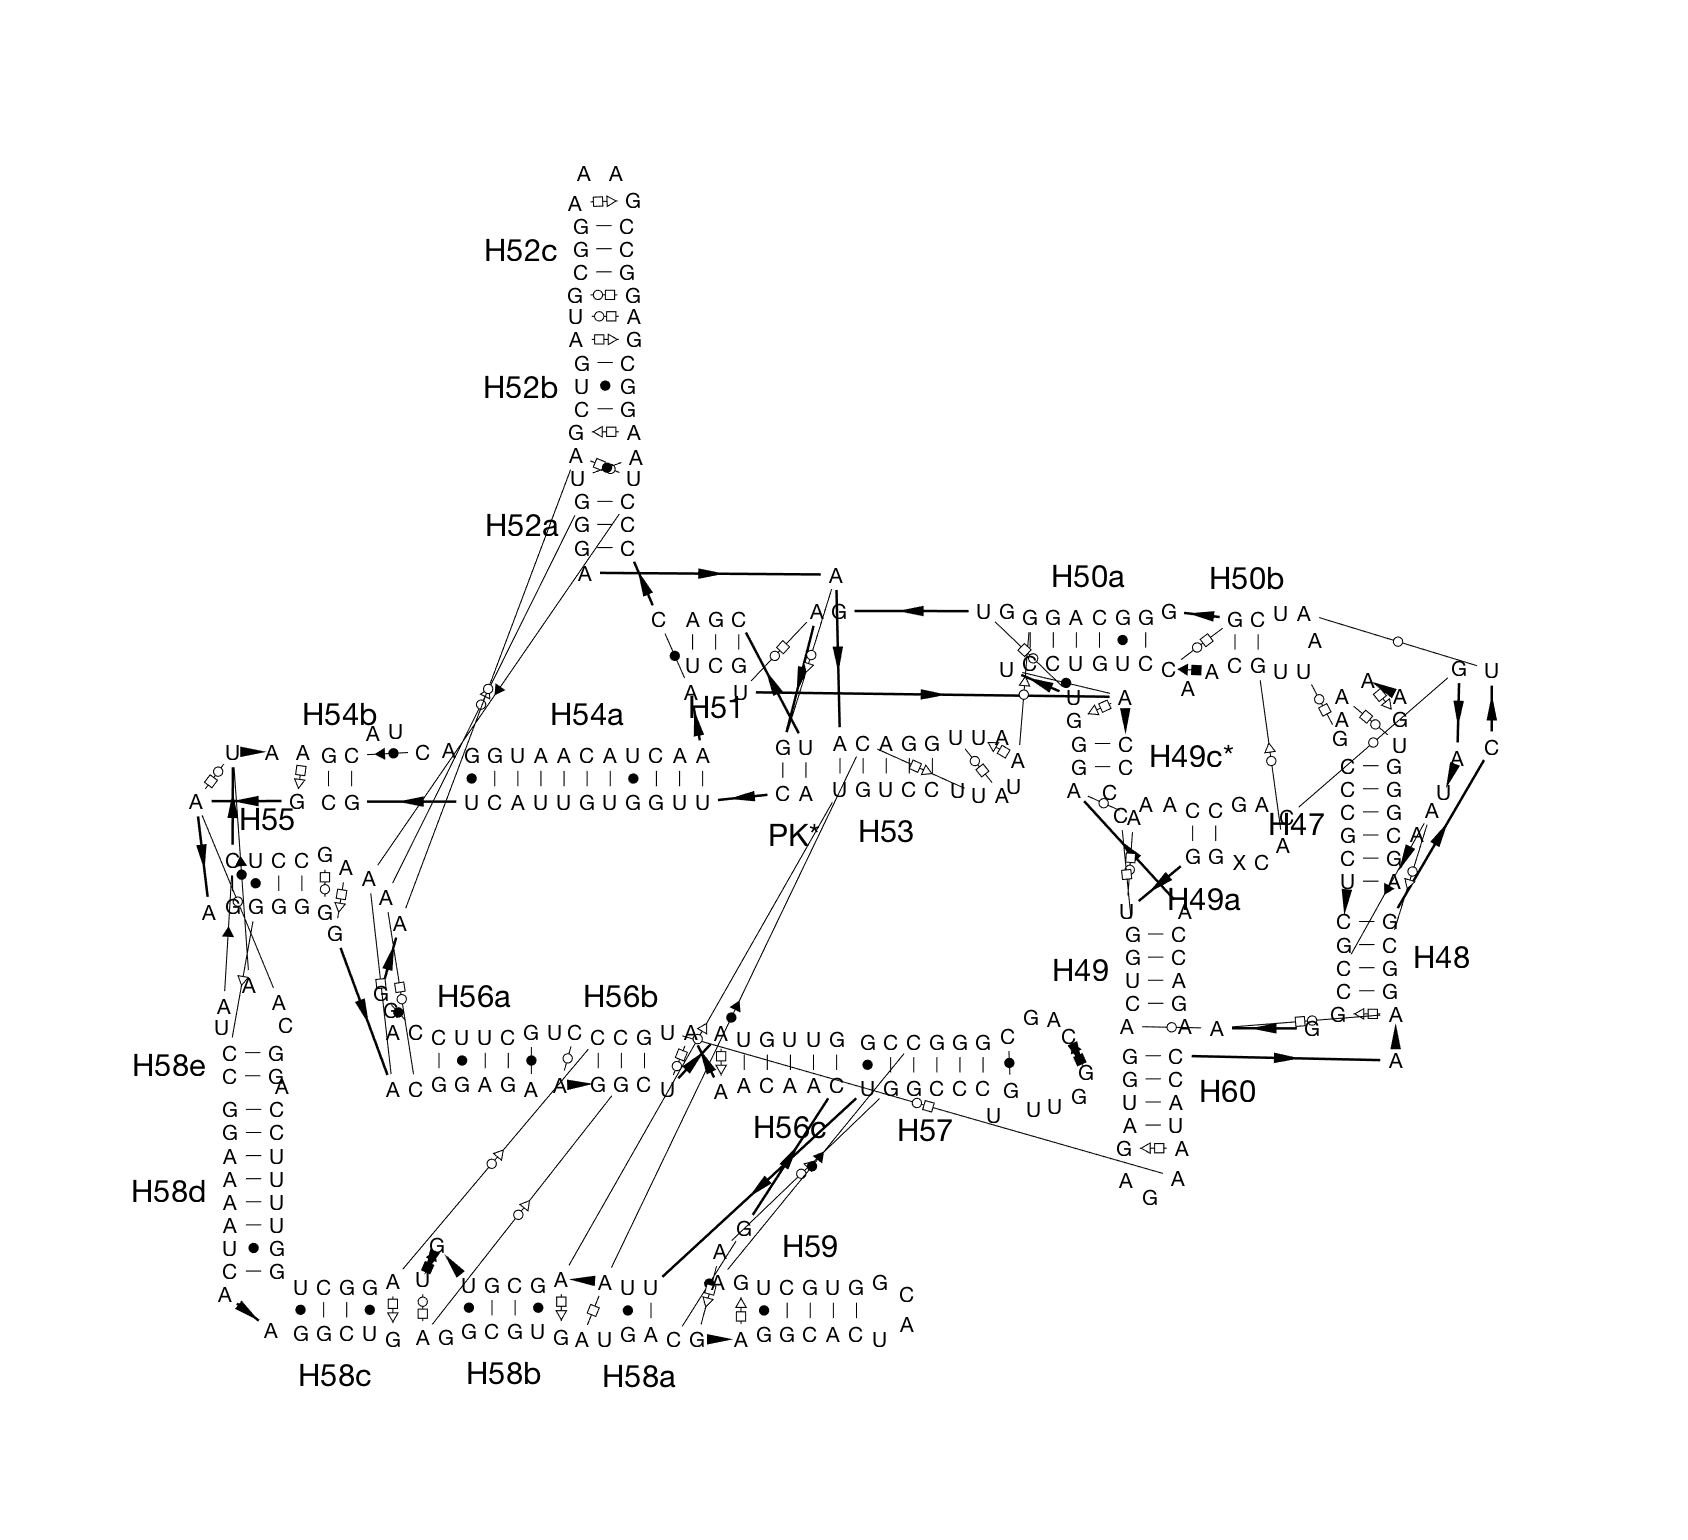 A A
A G
G C
H52c
G C
C G
G G
U A
A G
G C
H52b
U G
C G
G A
A A
U U
G C
H52a
G C
G C
A A
H50a H50b
C A G C A G U G G G A C G G G G C U A
A
U C G U C C U G U C C A C G U U G U
A U U A A A A A
H51
H54b H54a
A U G A G
U A A G C C A G G U A A C A U C A A G U A C A G G U U A G C C G U C
H49c*
G C A A
A G C G C G U C A U U G U G G U U C A U G U C C U U A U A C C G U
H55 PK* H53
C A A A C C G A C H47 C G A
G C A A
C U C C G A G G X C A G C A
A G G G G G A U A H49a A U A
G A C G
G C G C H48
A A H49 G C C G
A G H56a H56b U A C G
U G G A C G A G A
A C C U U C G U C C C G U A A U G U U G G C C G G G C A A A G G A
H58e C G
C G A C G G A G A A G G C U A A C A A C U G G C C C G G G C A
G A
H60
G C H56c H57 U U U G G C
G C U A
A U A U
H58d A U G A
A U A G A
A U G
U G A H59
C G
A U C G G A U G U G C G A A U U A G U C G U G G C
A G G C U G A G G C G U G A U G A C G A G G C A C U A
H58c H58b H58a